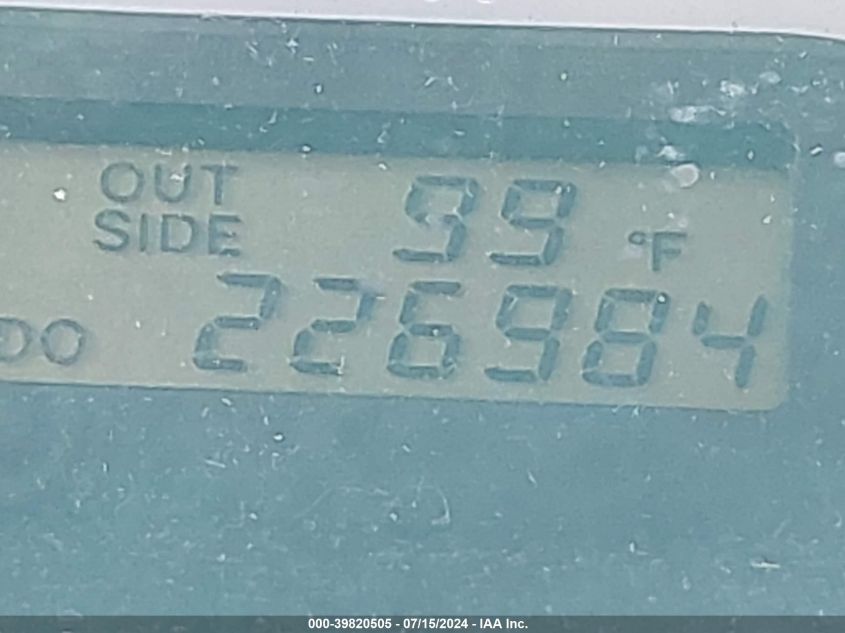 OUT
SIDE 99 °F
DO 226984
000-39820505 - 07/15/2024 - IAA Inc.